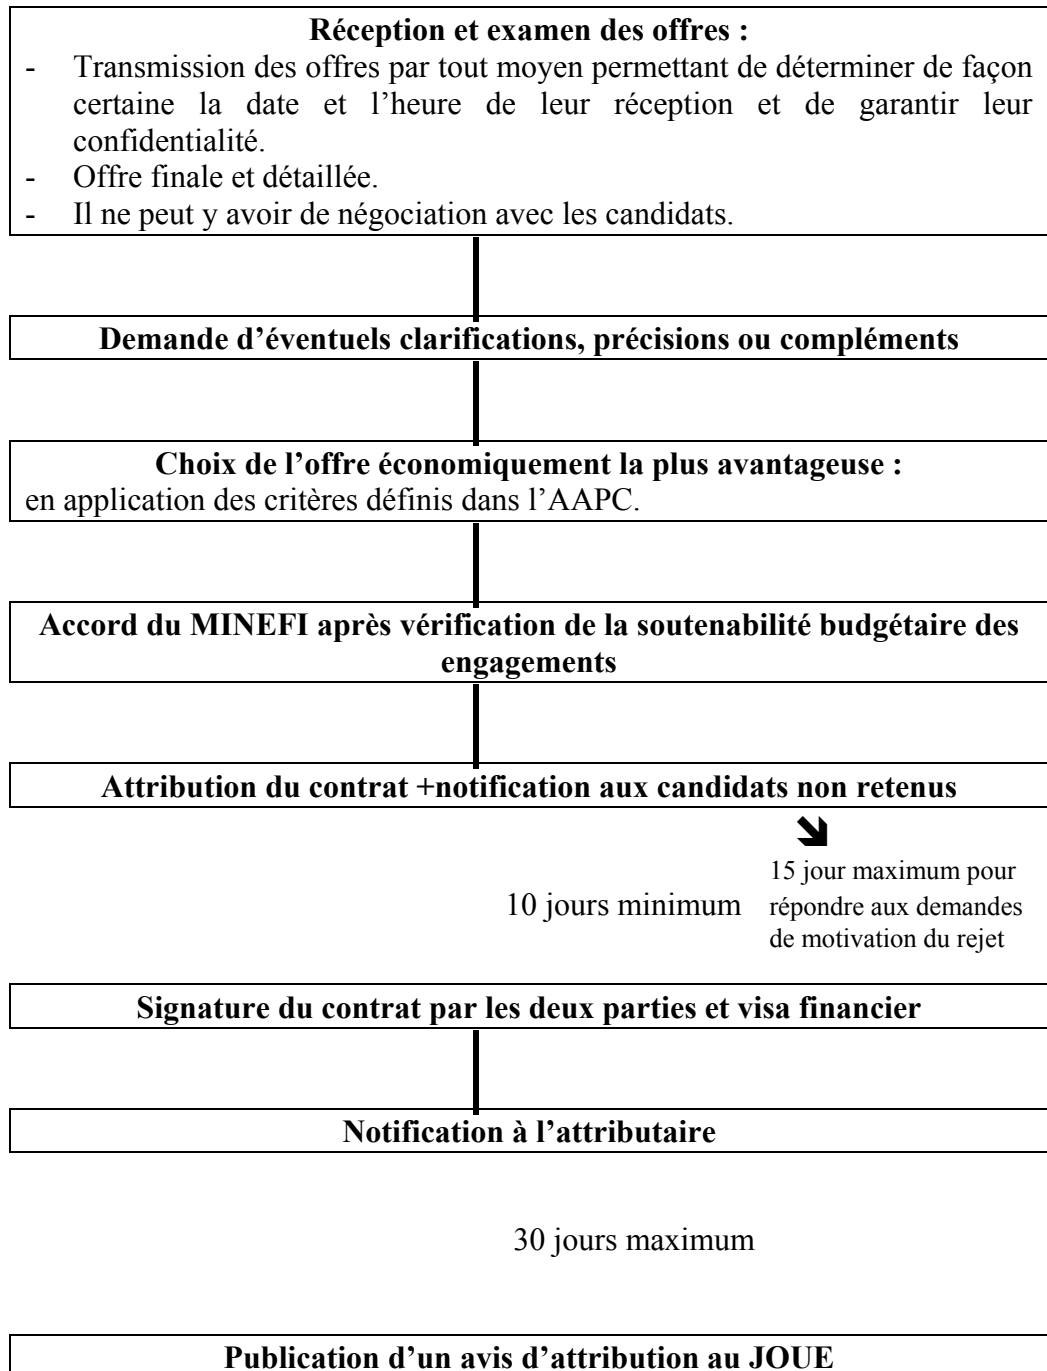 Réception et examen des offres :
- Transmission des offres par tout moyen permettant de déterminer de façon
certaine la date et l’heure de leur réception et de garantir leur
confidentialité.
- Offre finale et détaillée.
- Il ne peut y avoir de négociation avec les candidats.
Demande d’éventuels clarifications, précisions ou compléments
Choix de l’offre économiquement la plus avantageuse :
en application des critères définis dans l’AAPC.
Accord du MINEFI après vérification de la soutenabilité budgétaire des
engagements
Attribution du contrat +notification aux candidats non retenus
10 jours minimum
15 jour maximum pour
répondre aux demandes
de motivation du rejet
Signature du contrat par les deux parties et visa financier
Notification à l’attributaire
30 jours maximum
Publication d’un avis d’attribution au JOUE